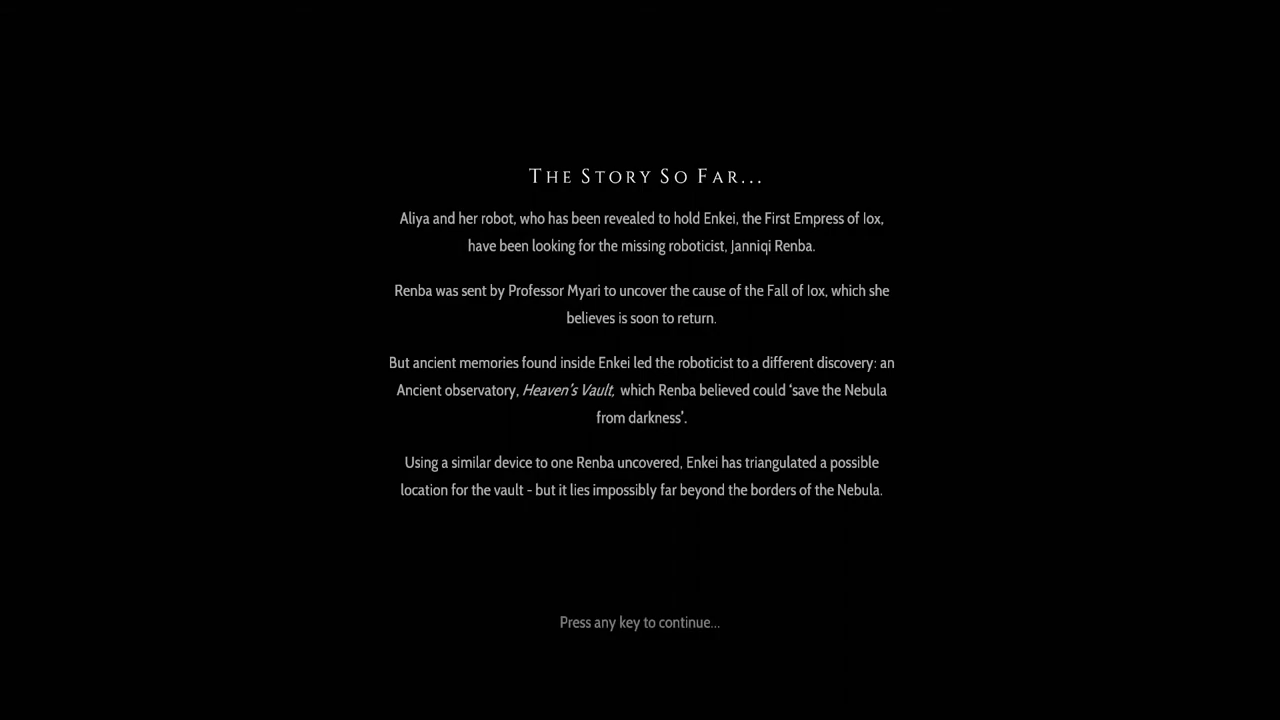 The Story So Far...
Aliya and her robot, who has been revealed to hold Enkei, the First Empress of Iox,
have been looking for the missing roboticist, Janniqi Renba.
Renba was sent by Professor Myari to uncover the cause of the Fall of Iox, which she
believes is soon to return.
But ancient memories found inside Enkei led the roboticist to a different discovery: an
Ancient observatory, Heaven's Vault, which Renba believed could ‘save the Nebula
from darkness’.
Using a similar device to one Renba uncovered, Enkei has triangulated a possible
location for the vault - but it lies impossibly far beyond the borders of the Nebula.
Press any key to continue...